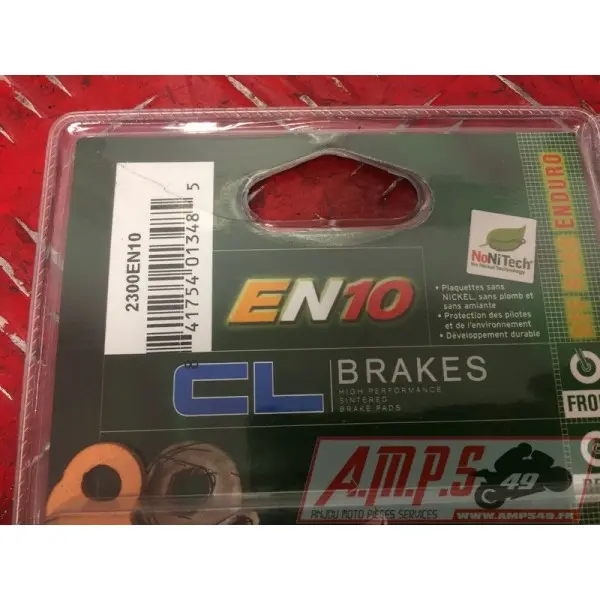 2300EN10
8 41754 01348 5
EN10
NoNiTech®
No Nickel Technology
• Plaquettes sans
NICKEL, sans plomb et
sans amiante
• Protection des pilotes
et de l'environnement
• Développement durable
ENDURO
CL BRAKES
HIGH PERFORMANCE
SINTERED
BRAKE PADS
A.M.P.S 49
ANJOU MOTO PIECES SERVICES
WWW.AMPS49.FR